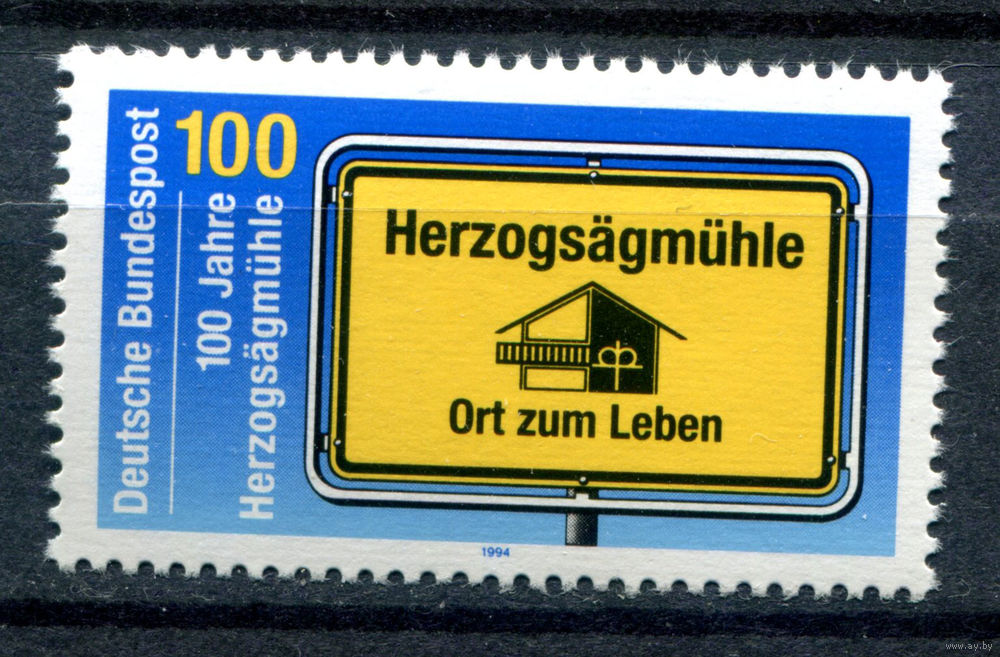 Deutsche Bundespost
100
100 Jahre
Herzogsägmühle
Herzogsägmühle
Ort zum Leben
1994
www.ay.by